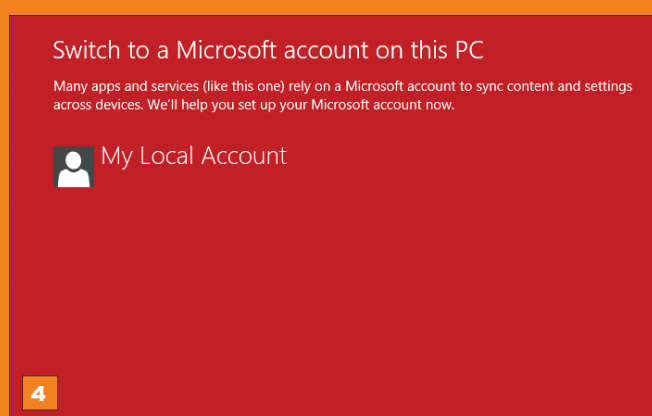 Switch to a Microsoft account on this PC
Many apps and services (like this one) rely on a Microsoft account to sync content and settings
across devices. We'll help you set up your Microsoft account now.
My Local Account
4